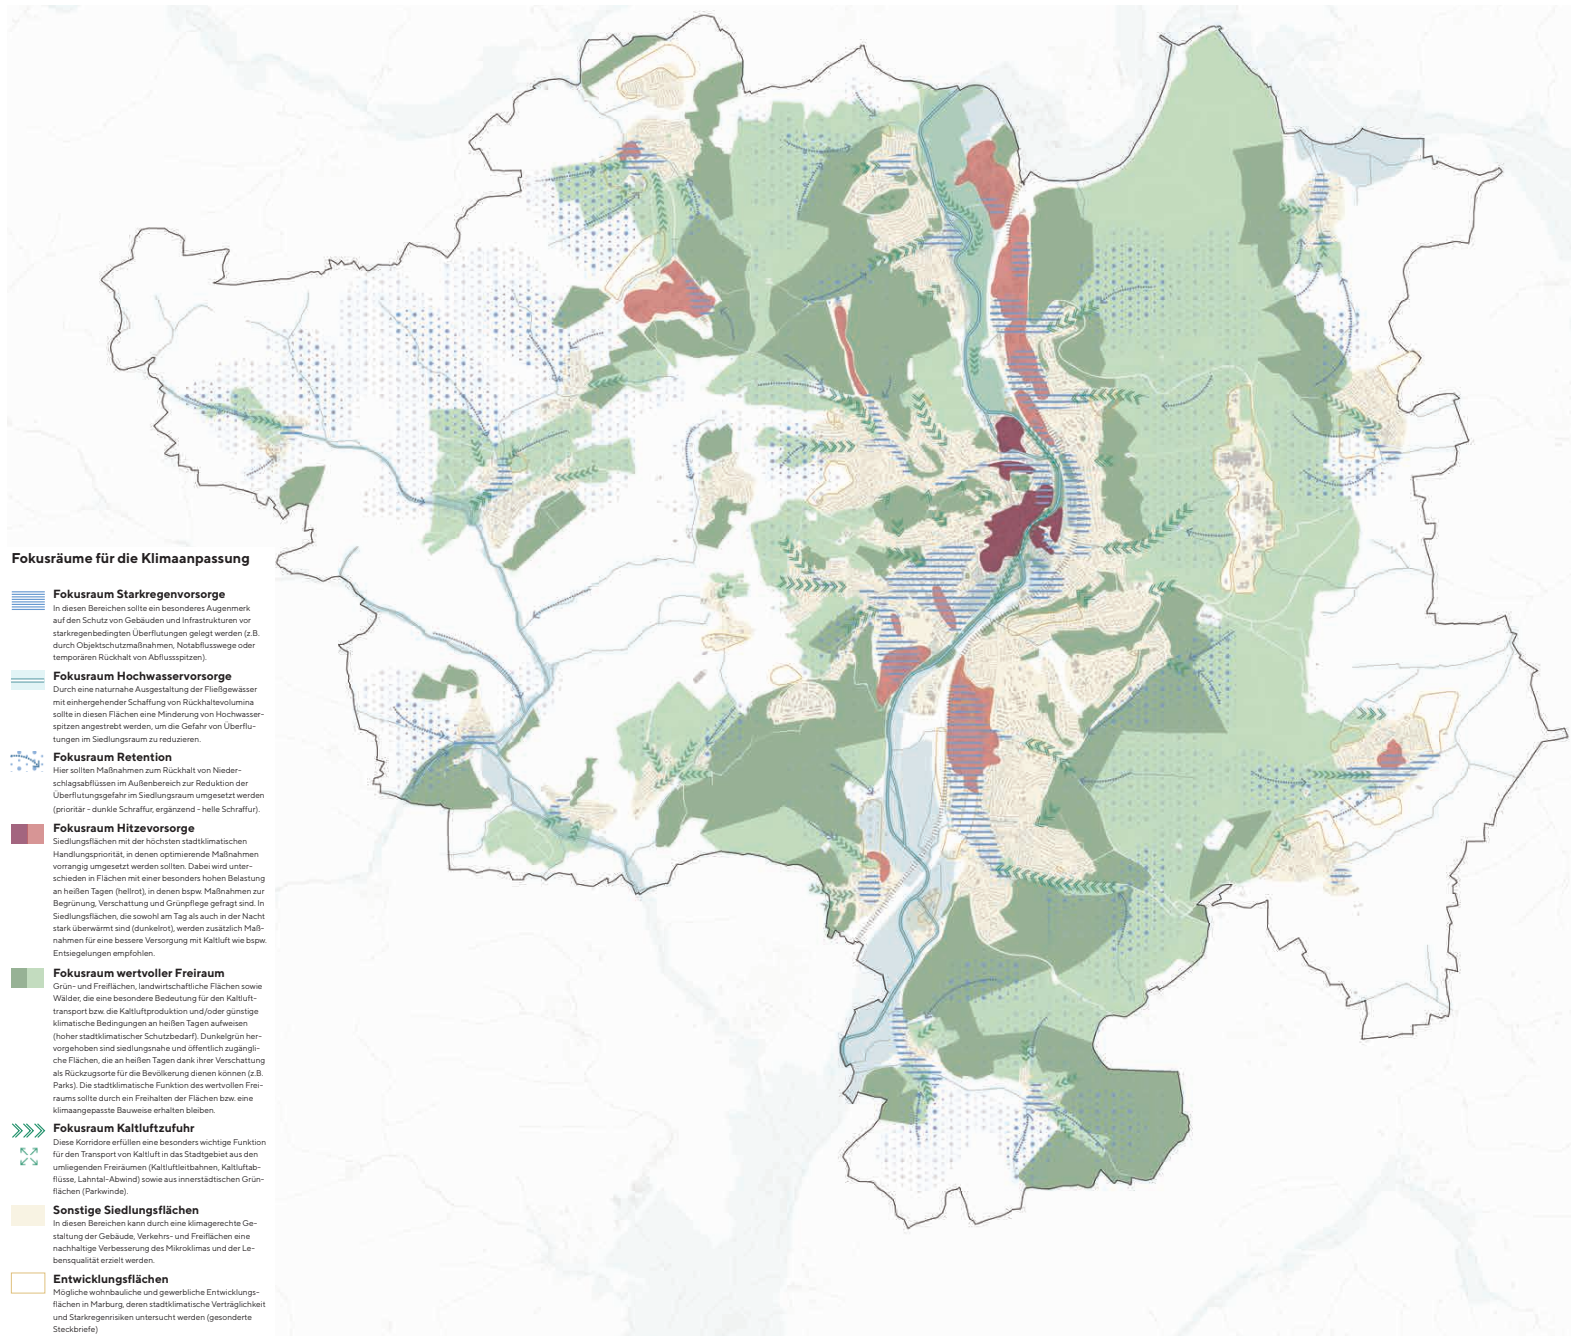 Fokusräume für die Klimaanpassung
Fokusraum Starkregenvorsorge
In diesen Bereichen sollte ein besonderes Augenmerk
auf den Schutz von Gebäuden und Infrastrukturen vor
starkregenbedingten Überflutungen gelegt werden (z.B.
durch Objektschutzmaßnahmen, Notabflusswege oder
temporären Rückhalt von Abflussspitzen).
Fokusraum Hochwasservorsorge
Durch eine naturnahe Ausgestaltung der Fließgewässer
mit einhergehender Schaffung von Rückhaltevolumina
sollte in diesen Flächen eine Minderung von Hochwasser-
spitzen angestrebt werden, um die Gefahr von Überflu-
tungen im Siedlungsraum zu reduzieren.
Fokusraum Retention
Hier sollten Maßnahmen zum Rückhalt von Nieder-
schlagsabflüssen im Außenbereich zur Reduktion der
Überflutungsgefahr im Siedlungsraum umgesetzt werden
(prioritär - dunkle Schraffur, ergänzend - helle Schraffur).
Fokusraum Hitzevorsorge
Siedlungsflächen mit der höchsten stadtklimatischen
Handlungspriorität, in denen optimierende Maßnahmen
vorrangig umgesetzt werden sollten. Dabei wird unter-
schieden in Flächen mit einer besonders hohen Belastung
an heißen Tagen (hellrot), in denen bspw. Maßnahmen zur
Begrünung, Verschattung und Grünpflege gefragt sind. In
Siedlungsflächen, die sowohl am Tag als auch in der Nacht
stark überwärmt sind (dunkelrot), werden zusätzlich Maß-
nahmen für eine bessere Versorgung mit Kaltluft wie bspw.
Entsiegelungen empfohlen.
Fokusraum wertvoller Freiraum
Grün- und Freiflächen, landwirtschaftliche Flächen sowie
Wälder, die eine besondere Bedeutung für den Kaltluft-
transport bzw. die Kaltluftproduktion und/oder günstige
klimatische Bedingungen an heißen Tagen aufweisen
(hoher stadtklimatischer Schutzbedarf). Dunkelgrün her-
vorgehoben sind siedlungsnahe und öffentlich zugängli-
che Flächen, die an heißen Tagen dank ihrer Verschattung
als Rückzugsorte für die Bevölkerung dienen können (z.B.
Parks). Die stadtklimatische Funktion des wertvollen Frei-
raums sollte durch ein Freihalten der Flächen bzw. eine
klimaangepasste Bauweise erhalten bleiben.
Fokusraum Kaltluftzufuhr
Diese Korridore erfüllen eine besonders wichtige Funktion
für den Transport von Kaltluft in das Stadtgebiet aus den
umliegenden Freiräumen (Kaltluftleitbahnen, Kaltluftab-
flüsse, Lahntal-Abwind) sowie aus innerstädtischen Grün-
flächen (Parkwinde).
Sonstige Siedlungsflächen
In diesen Bereichen kann durch eine klimagerechte Ge-
staltung der Gebäude, Verkehrs- und Freiflächen eine
nachhaltige Verbesserung des Mikroklimas und der Le-
bensqualität erzielt werden.
Entwicklungsflächen
Mögliche wohnbauliche und gewerbliche Entwicklungs-
flächen in Marburg, deren stadtklimatische Verträglichkeit
und Starkregenrisiken untersucht werden (gesonderte
Steckbriefe)